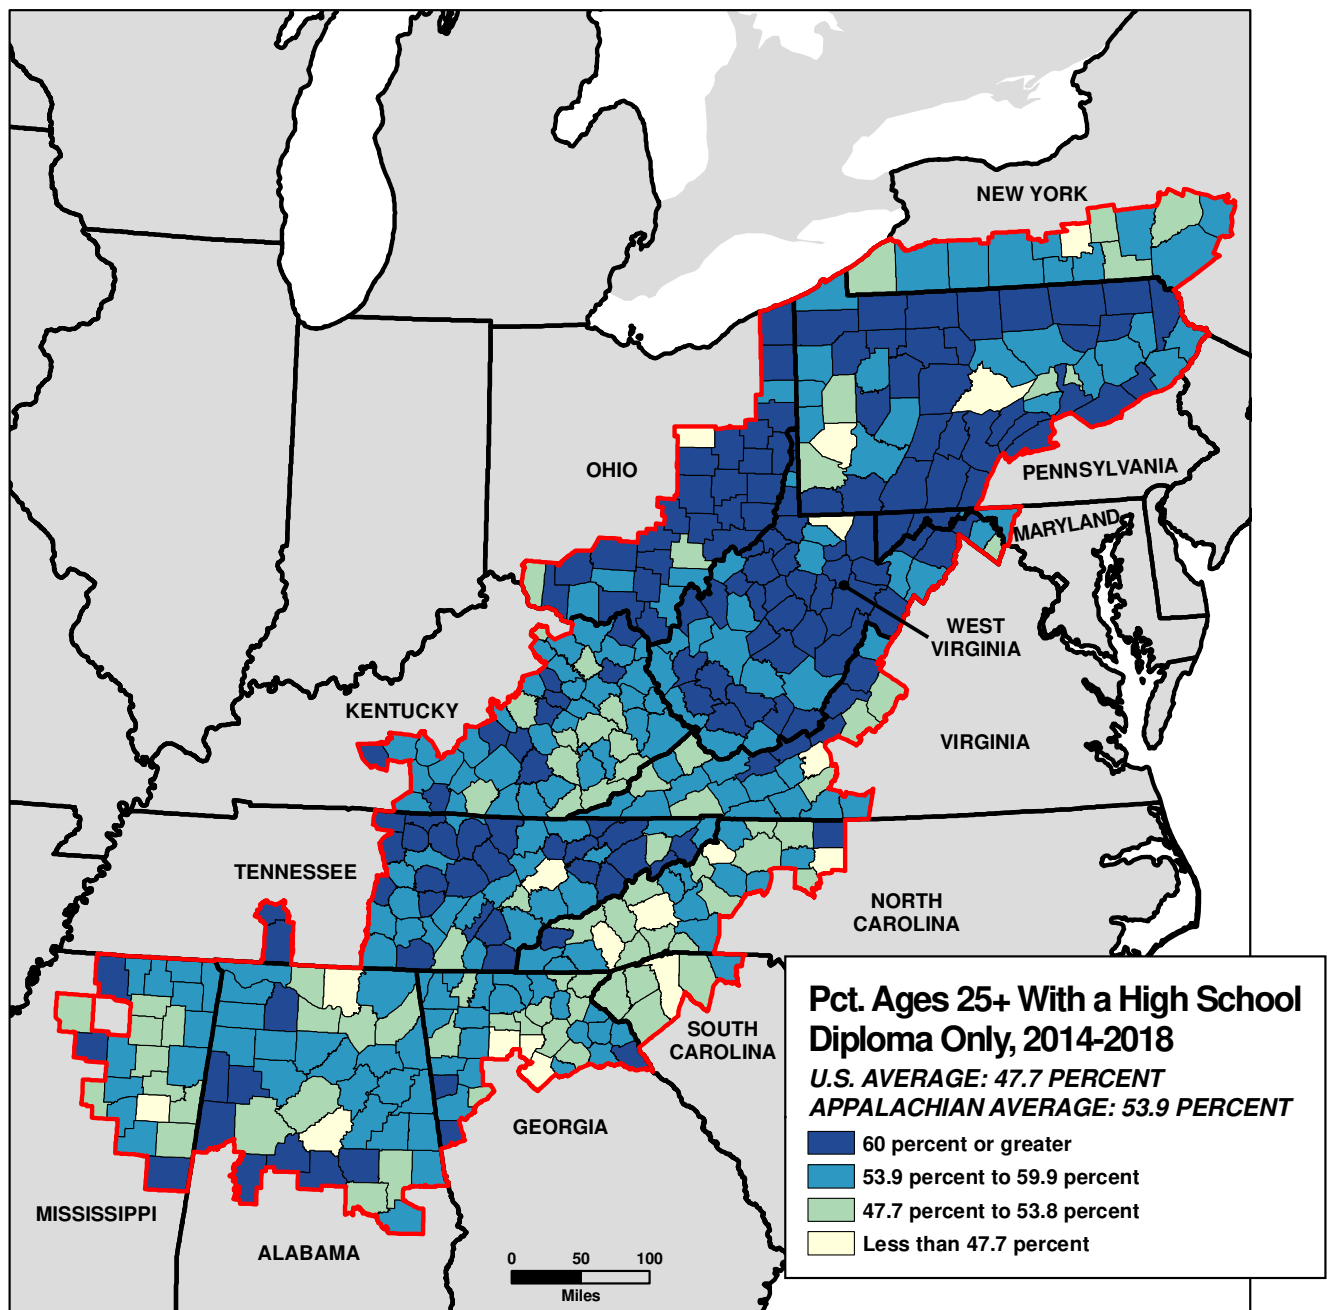 NEW YORK
OHIO
PENNSYLVANIA
MARYLAND
WEST
VIRGINIA
KENTUCKY
VIRGINIA
TENNESSEE
NORTH
CAROLINA
SOUTH
CAROLINA
GEORGIA
MISSISSIPPI
ALABAMA
0 50 100
Miles
Pct. Ages 25+ With a High School
Diploma Only, 2014-2018
U.S. AVERAGE: 47.7 PERCENT
APPALACHIAN AVERAGE: 53.9 PERCENT
60 percent or greater
53.9 percent to 59.9 percent
47.7 percent to 53.8 percent
Less than 47.7 percent